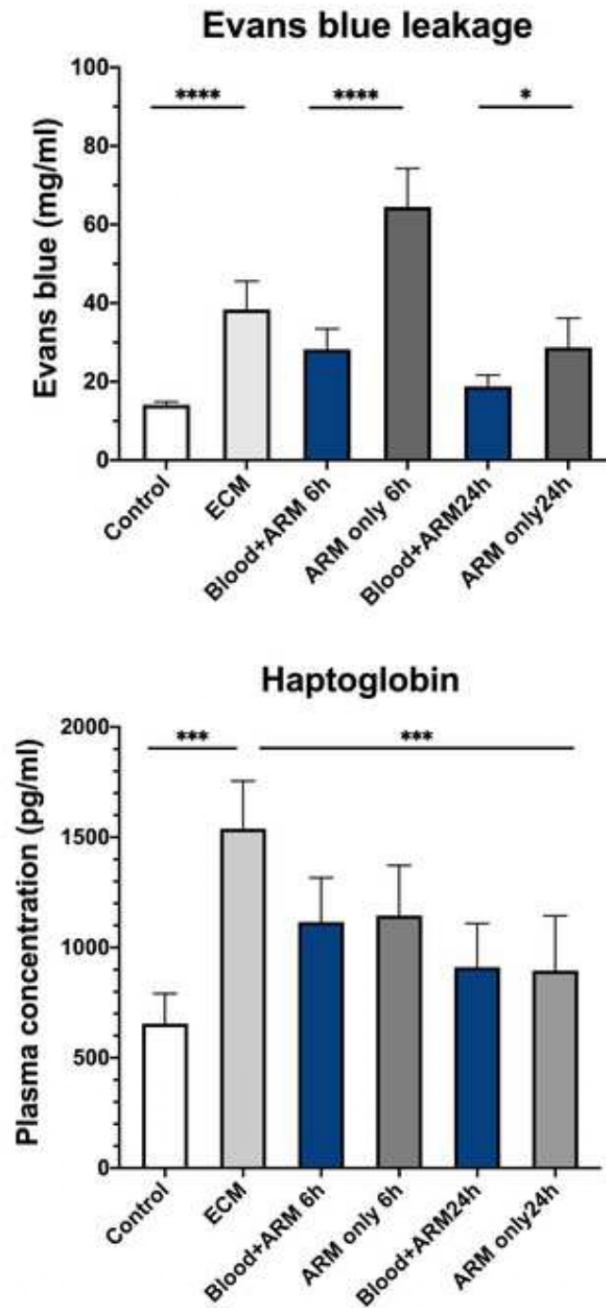 Evans blue leakage
Evans blue (mg/ml)
100
80
60
40
20
0
****
****
*
Control
ECM
Blood+ARM 6h
ARM only 6h
Blood+ARM24h
ARM only24h
Haptoglobin
Plasma concentration (pg/ml)
2000
1500
1000
500
0
***
***
Control
ECM
Blood+ARM 6h
ARM only 6h
Blood+ARM24h
ARM only24h